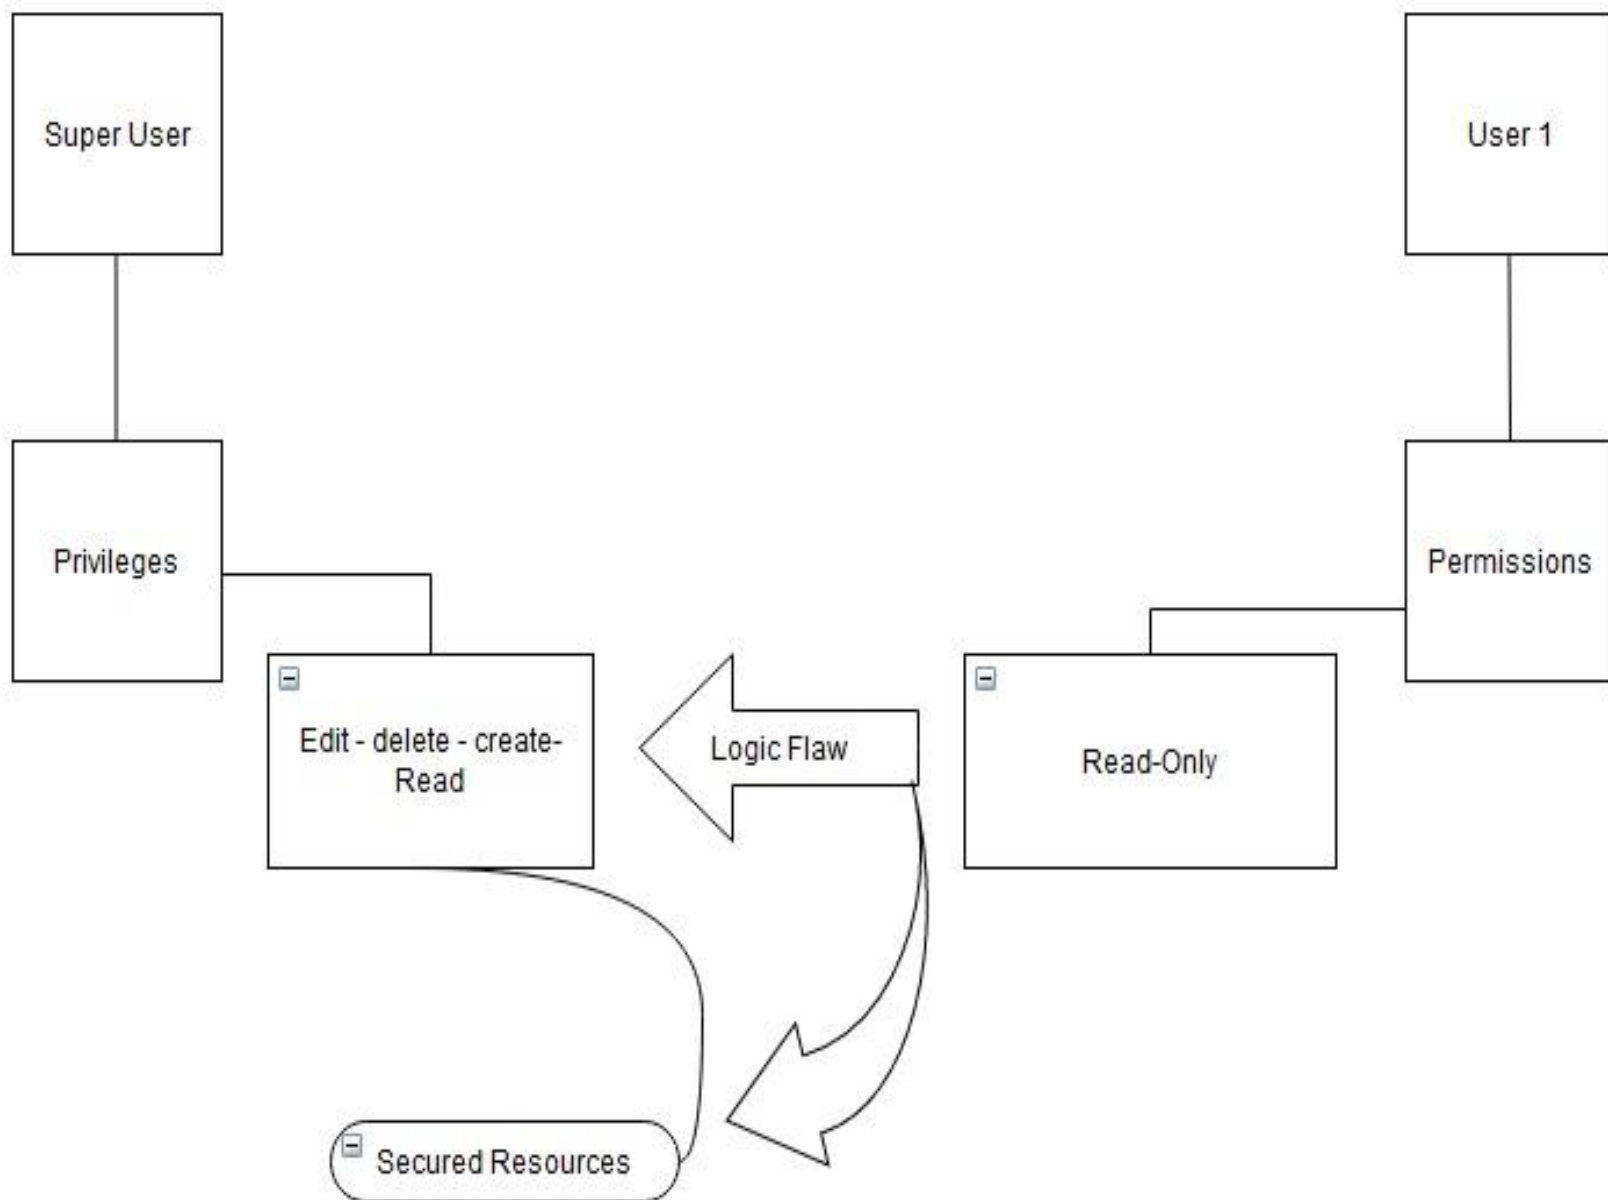 Super User
User 1
Privileges
Permissions
Edit - delete - create-
Read
Logic Flaw
Read-Only
Secured Resources